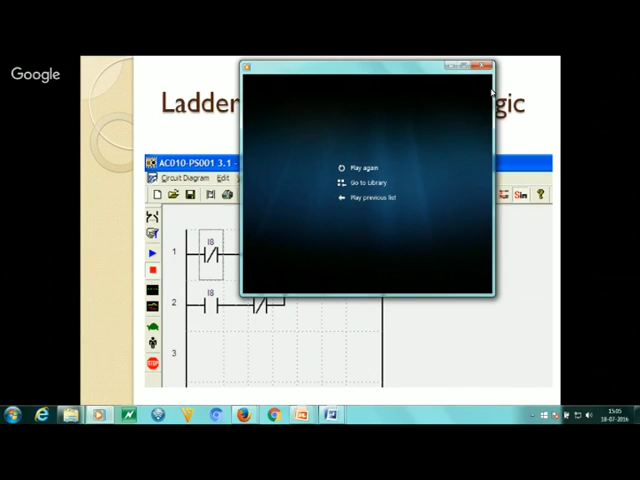 Google
Ladder
gic
AC010-PS001 3.1 -
Circuit Diagram Edit
Sin ?
Play again
Go to Library
Play previous list
1
I8
2
I8
3
STOP
15:05
18-07-2016